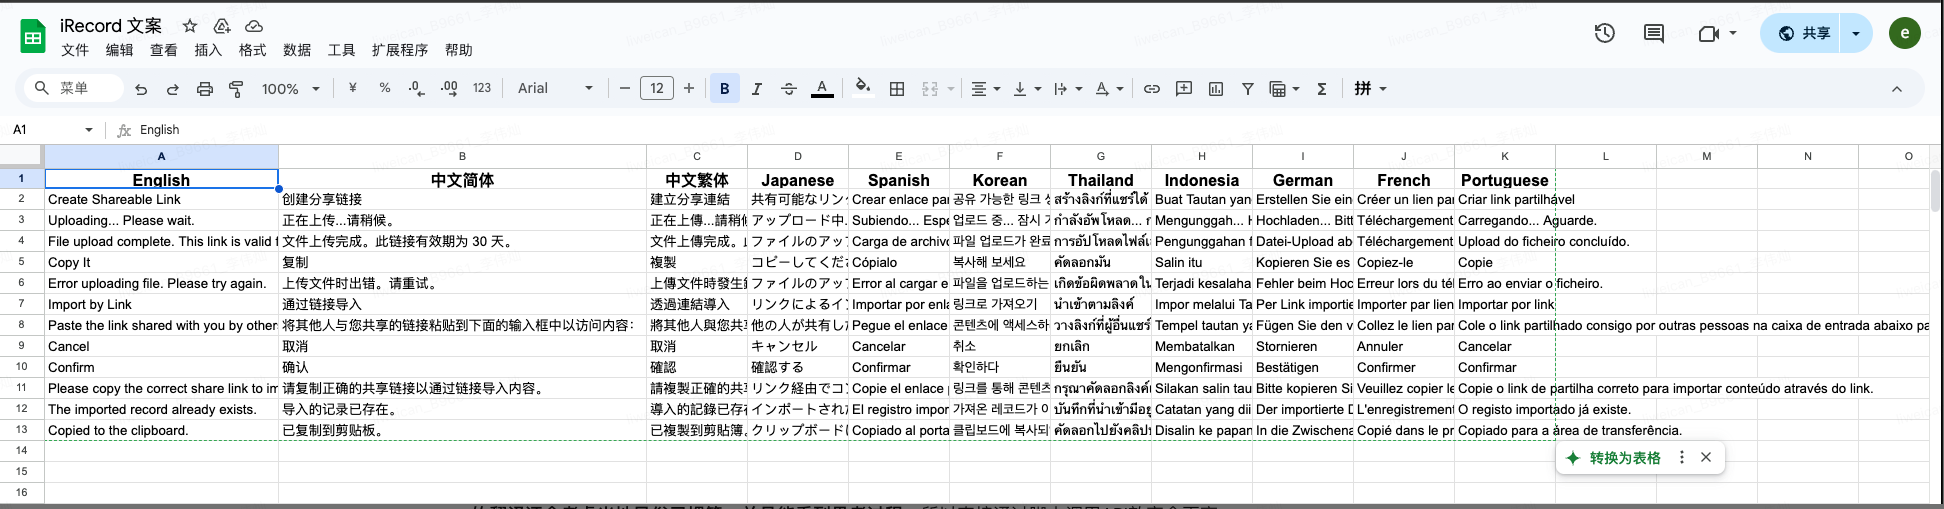 iRecord 文案
文件 编辑 查看 插入 格式 数据 工具 扩展程序 帮助
共享
e
菜单 100% ¥ % .0 .00 123 Arial 12 B I A 拼
A1 fx English
A B C D E F G H I J K L M N O
1 English 中文简体 中文繁体 Japanese Spanish Korean Thailand Indonesia German French Portuguese
2 Create Shareable Link 创建分享链接 建立分享連結 共有可能なリン Crear enlace pa 공유 가능한 링크 สร้างลิงก์ที่แชร์ได้ Buat Tautan yan Erstellen Sie ein Créer un lien par Criar link partilhável
3 Uploading... Please wait. 正在上传...请稍候。 正在上傳...請稍 アップロード中. Subiendo... Espe 업로드 중... 잠시 กำลังอัพโหลด... Mengunggah... H Hochladen... Bitt Téléchargement Carregando... Aguarde.
4 File upload complete. This link is valid f 文件上传完成。此链接有效期为 30 天。 文件上傳完成。 ファイルのアッ Carga de archivo 파일 업로드가 완료 การอัปโหลดไฟล์ Pengunggahan f Datei-Upload ab Téléchargement Upload do ficheiro concluído.
5 Copy It 复制 複製 コピーしてくだ Cópialo 복사해 보세요 คัดลอกมัน Salin itu Kopieren Sie es Copiez-le Copie
6 Error uploading file. Please try again. 上传文件时出错。请重试。 上傳文件時發生 ファイルのアッ Error al cargar e 파일을 업로드하는 เกิดข้อผิดพลาดใน Terjadi kesalaha Fehler beim Hoc Erreur lors du tél Erro ao enviar o ficheiro.
7 Import by Link 通过链接导入 透過連結導入 リンクによるイ Importar por enla 링크로 가져오기 นำเข้าตามลิงค์ Impor melalui Ta Per Link importie Importer par lien Importar por link
8 Paste the link shared with you by other 将其他人与您共享的链接粘贴到下面的输入框中以访问内容: 將其他人與您共 他の人が共有し Pegue el enlace 콘텐츠에 액세스하 วางลิงก์ที่ผู้อื่นแชร์ Tempel tautan ya Fügen Sie den v Collez le lien par Cole o link partilhado consigo por outras pessoas na caixa de entrada abaixo pa
9 Cancel 取消 取消 キャンセル Cancelar 취소 ยกเลิก Membatalkan Stornieren Annuler Cancelar
10 Confirm 确认 確認 確認する Confirmar 확인하다 ยืนยัน Mengonfirmasi Bestätigen Confirmer Confirmar
11 Please copy the correct share link to im 请复制正确的共享链接以通过链接导入内容。 請複製正確的共 リンク経由でコン Copie el enlace 링크를 통해 콘텐츠 กรุณาคัดลอกลิงค์ Silakan salin tau Bitte kopieren Si Veuillez copier le Copie o link de partilha correto para importar conteúdo através do link.
12 The imported record already exists. 导入的记录已存在。 導入的記錄已存 インポートされた El registro impor 가져온 레코드가 บันทึกที่นำเข้ามีอยู่ Catatan yang dii Der importierte D L'enregistrement O registo importado já existe.
13 Copied to the clipboard. 已复制到剪贴板。 已複製到剪貼簿。 クリップボード Copiado al porta 클립보드에 복사되 คัดลอกไปยังคลิปบ Disalin ke papan In die Zwischena Copié dans le pr Copiado para a área de transferência.
14
转换为表格
15
16